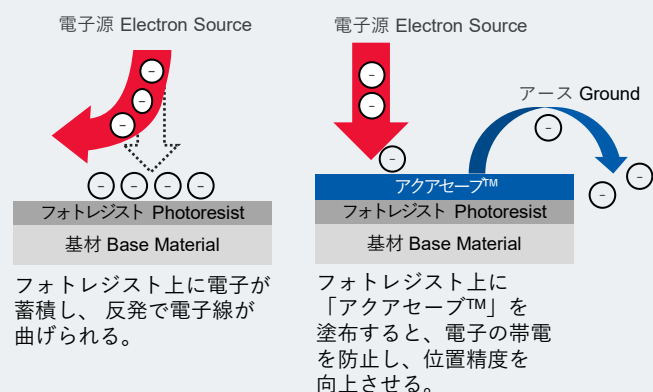 電子源 Electron Source
フォトレジスト Photoresist
基材 Base Material
フォトレジスト上に電子が
蓄積し、 反発で電子線が
曲げられる。
電子源 Electron Source
アース Ground
アクアセーブ™
フォトレジスト Photoresist
基材 Base Material
フォトレジスト上に
「アクアセーブ™」を
塗布すると、電子の帯電
を防止し、位置精度を
向上させる。